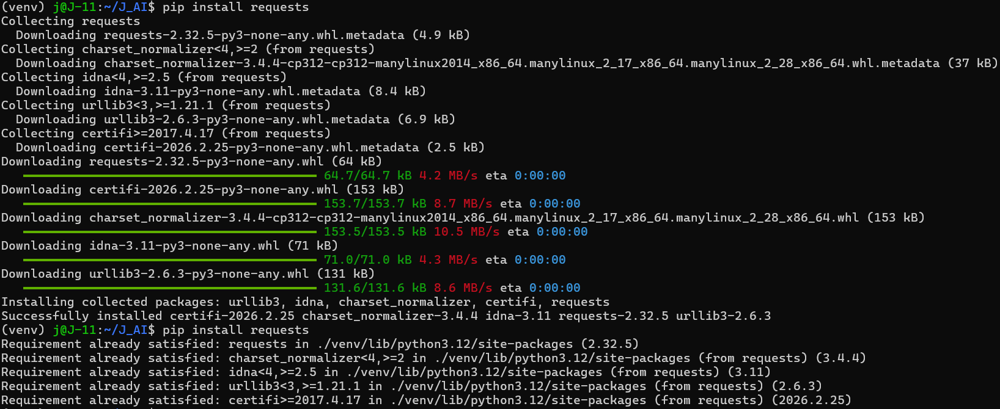 (venv) j@J-11:~/J_AI$ pip install requests
Collecting requests
  Downloading requests-2.32.5-py3-none-any.whl.metadata (4.9 kB)
Collecting charset_normalizer<4,>=2 (from requests)
  Downloading charset_normalizer-3.4.4-cp312-cp312-manylinux2014_x86_64.manylinux_2_17_x86_64.manylinux_2_28_x86_64.whl.metadata (37 kB)
Collecting idna<4,>=2.5 (from requests)
  Downloading idna-3.11-py3-none-any.whl.metadata (8.4 kB)
Collecting urllib3<3,>=1.21.1 (from requests)
  Downloading urllib3-2.6.3-py3-none-any.whl.metadata (6.9 kB)
Collecting certifi>=2017.4.17 (from requests)
  Downloading certifi-2026.2.25-py3-none-any.whl.metadata (2.5 kB)
Downloading requests-2.32.5-py3-none-any.whl (64 kB)
64.7/64.7 kB 4.2 MB/s eta 0:00:00
Downloading certifi-2026.2.25-py3-none-any.whl (153 kB)
153.7/153.7 kB 8.7 MB/s eta 0:00:00
Downloading charset_normalizer-3.4.4-cp312-cp312-manylinux2014_x86_64.manylinux_2_17_x86_64.manylinux_2_28_x86_64.whl (153 kB)
153.5/153.5 kB 10.5 MB/s eta 0:00:00
Downloading idna-3.11-py3-none-any.whl (71 kB)
71.0/71.0 kB 4.3 MB/s eta 0:00:00
Downloading urllib3-2.6.3-py3-none-any.whl (131 kB)
131.6/131.6 kB 8.6 MB/s eta 0:00:00
Installing collected packages: urllib3, idna, charset_normalizer, certifi, requests
Successfully installed certifi-2026.2.25 charset_normalizer-3.4.4 idna-3.11 requests-2.32.5 urllib3-2.6.3
(venv) j@J-11:~/J_AI$ pip install requests
Requirement already satisfied: requests in ./venv/lib/python3.12/site-packages (2.32.5)
Requirement already satisfied: charset_normalizer<4,>=2 in ./venv/lib/python3.12/site-packages (from requests) (3.4.4)
Requirement already satisfied: idna<4,>=2.5 in ./venv/lib/python3.12/site-packages (from requests) (3.11)
Requirement already satisfied: urllib3<3,>=1.21.1 in ./venv/lib/python3.12/site-packages (from requests) (2.6.3)
Requirement already satisfied: certifi>=2017.4.17 in ./venv/lib/python3.12/site-packages (from requests) (2026.2.25)